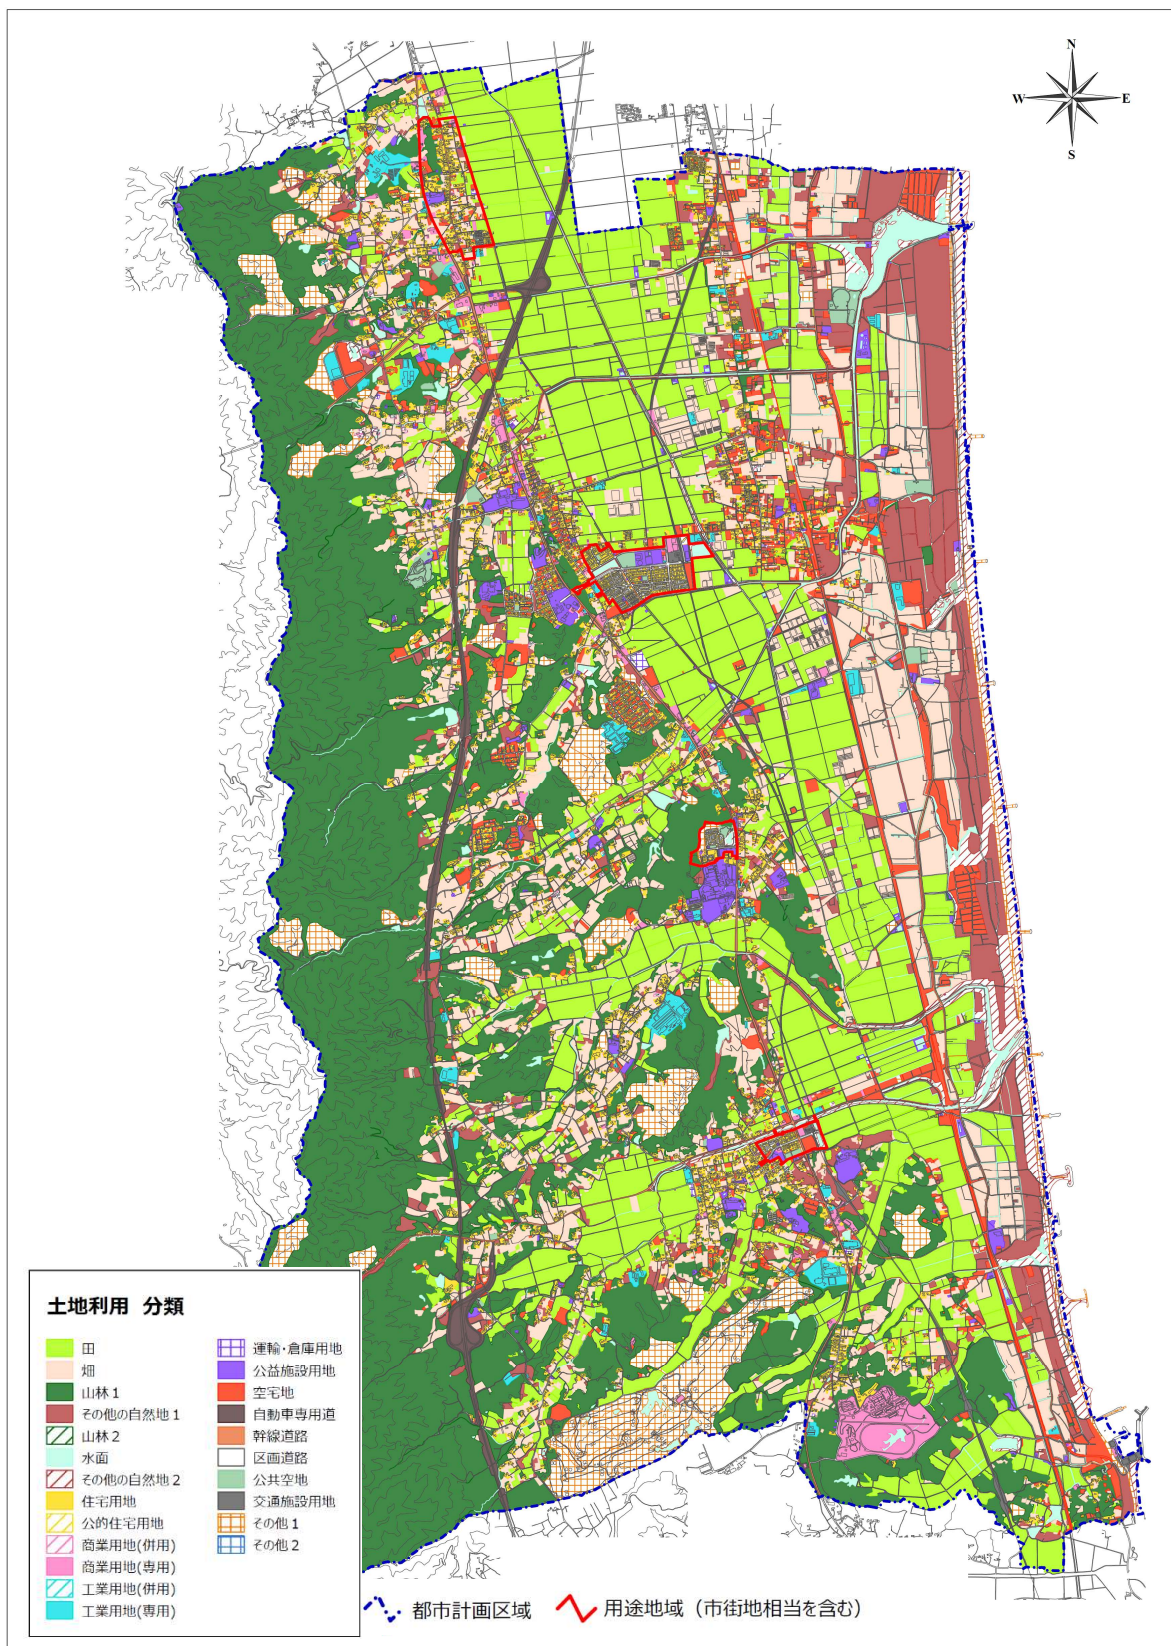 N
W
E
S
土地利用 分類
田
畑
山林1
その他の自然地1
山林2
水面
その他の自然地2
住宅用地
公的住宅用地
商業用地(併用)
商業用地(専用)
工業用地(併用)
工業用地(専用)
運輸・倉庫用地
公益施設用地
空宅地
自動車専用道
幹線道路
区画道路
公共空地
交通施設用地
その他1
その他2
都市計画区域
用途地域（市街地相当を含む）